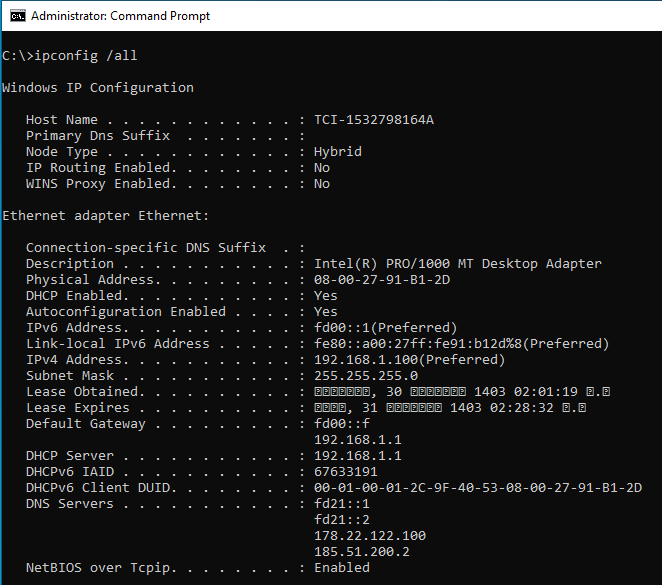 Administrator: Command Prompt
C:\>ipconfig /all
Windows IP Configuration
Host Name . . . . . . . . . . . . : TCI-1532798164A
Primary Dns Suffix . . . . . . . :
Node Type . . . . . . . . . . . . : Hybrid
IP Routing Enabled. . . . . . . . : No
WINS Proxy Enabled. . . . . . . . : No
Ethernet adapter Ethernet:
Connection-specific DNS Suffix . :
Description . . . . . . . . . . . : Intel(R) PRO/1000 MT Desktop Adapter
Physical Address. . . . . . . . . : 08-00-27-91-B1-2D
DHCP Enabled. . . . . . . . . . . : Yes
Autoconfiguration Enabled . . . . : Yes
IPv6 Address. . . . . . . . . . . : fd00::1(Preferred)
Link-local IPv6 Address . . . . . : fe80::a00:27ff:fe91:b12d%8(Preferred)
IPv4 Address. . . . . . . . . . . : 192.168.1.100(Preferred)
Subnet Mask . . . . . . . . . . . : 255.255.255.0
Lease Obtained. . . . . . . . . . : , 30 1403 02:01:19 .
Lease Expires . . . . . . . . . . : , 31 1403 02:28:32 .
Default Gateway . . . . . . . . . : fd00::f
192.168.1.1
DHCP Server . . . . . . . . . . . : 192.168.1.1
DHCPv6 IAID . . . . . . . . . . . : 67633191
DHCPv6 Client DUID. . . . . . . . : 00-01-00-01-2C-9F-40-53-08-00-27-91-B1-2D
DNS Servers . . . . . . . . . . . : fd21::1
fd21::2
178.22.122.100
185.51.200.2
NetBIOS over Tcpip. . . . . . . . : Enabled